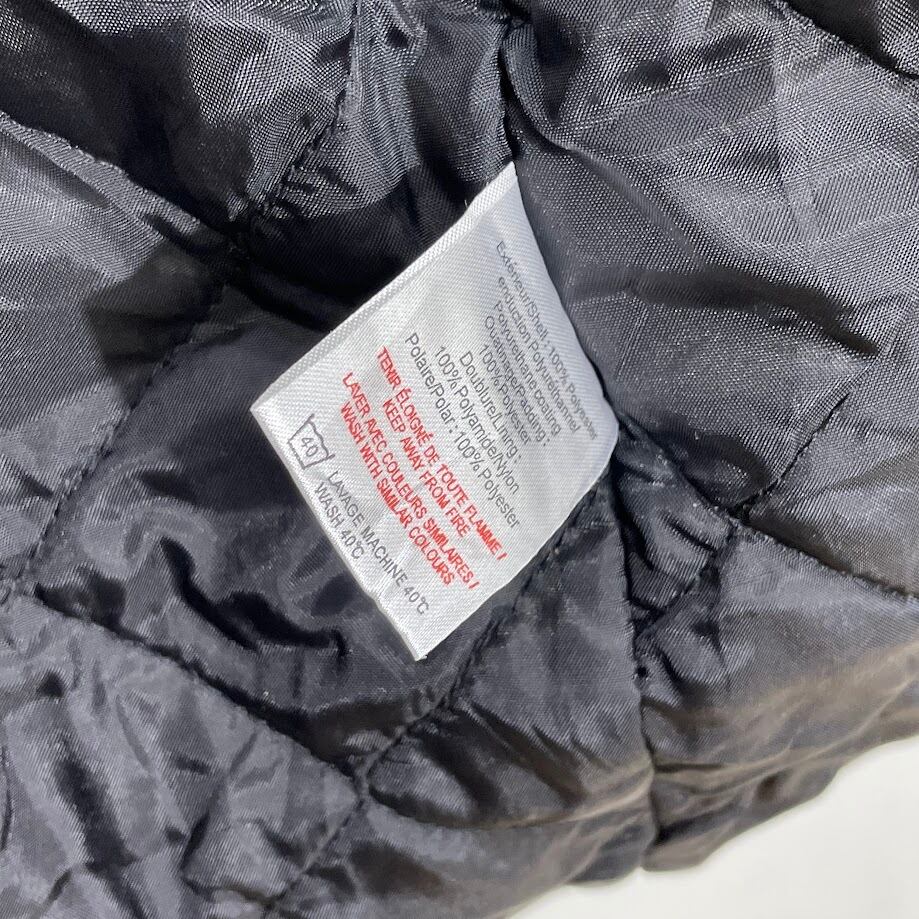 Extérieur/Shell: 100% Polyester
enduction Polyuréthanne/
Polyurethane coating
Ouatinage/Padding :
100% Polyester
Doublure/Lining :
100% Polyamide/Nylon
Polaire/Polar : 100% Polyester
TENIR ÉLOIGNÉ DE TOUTE FLAMME /
KEEP AWAY FROM FIRE
LAVER AVEC COULEURS SIMILAIRES /
WASH WITH SIMILAR COLOURS
40 LAVAGE MACHINE 40°C
WASH 40°C